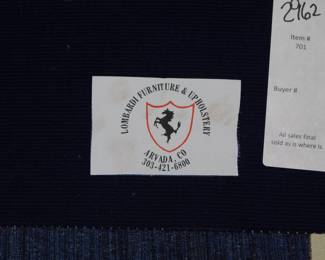 2962
Item #
701
Buyer #
All sales final
sold as is where is
LOMBARDI FURNITURE & UPHOLSTERY
ARVADA, CO
303-421-6800